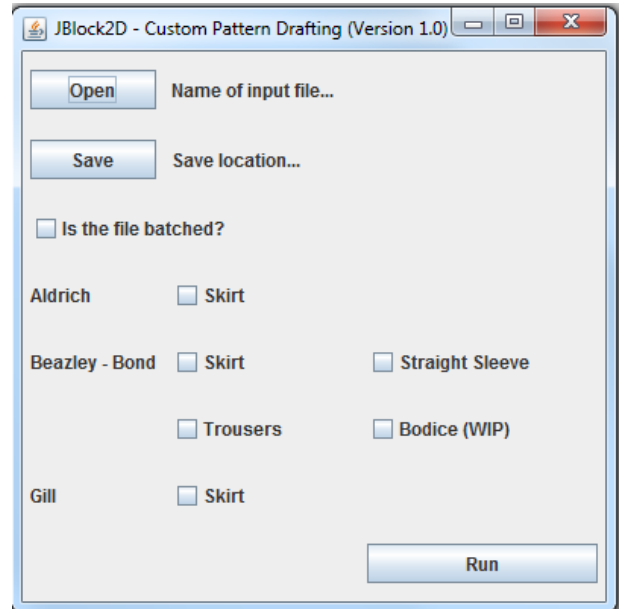 JBlock2D - Custom Pattern Drafting (Version 1.0)
Open Name of input file...
Save Save location...
Is the file batched?
Aldrich Skirt
Beazley - Bond Skirt Straight Sleeve
Trousers Bodice (WIP)
Gill Skirt
Run